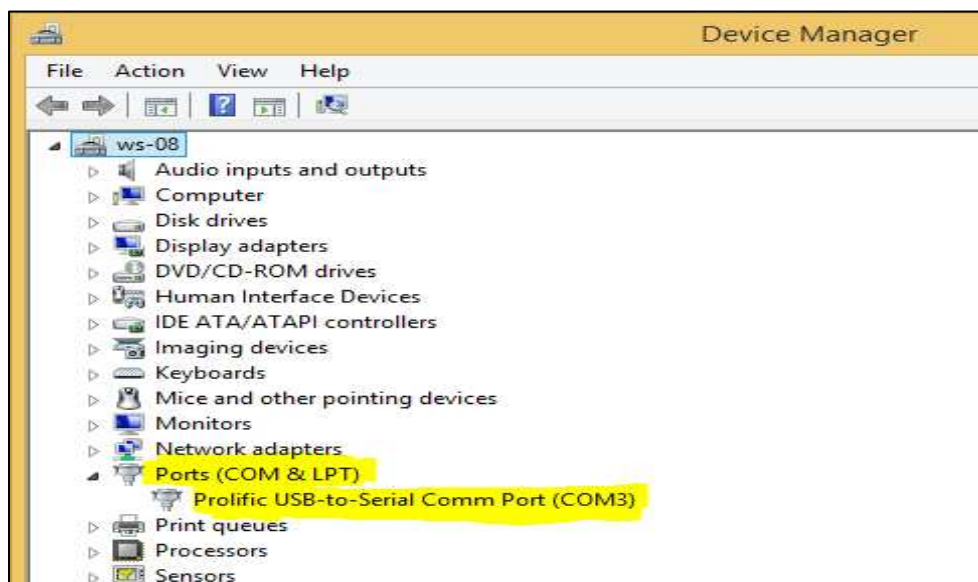 Device Manager
File Action View Help
ws-08
Audio inputs and outputs
Computer
Disk drives
Display adapters
DVD/CD-ROM drives
Human Interface Devices
IDE ATA/ATAPI controllers
Imaging devices
Keyboards
Mice and other pointing devices
Monitors
Network adapters
Ports (COM & LPT)
Prolific USB-to-Serial Comm Port (COM3)
Print queues
Processors
Sensors